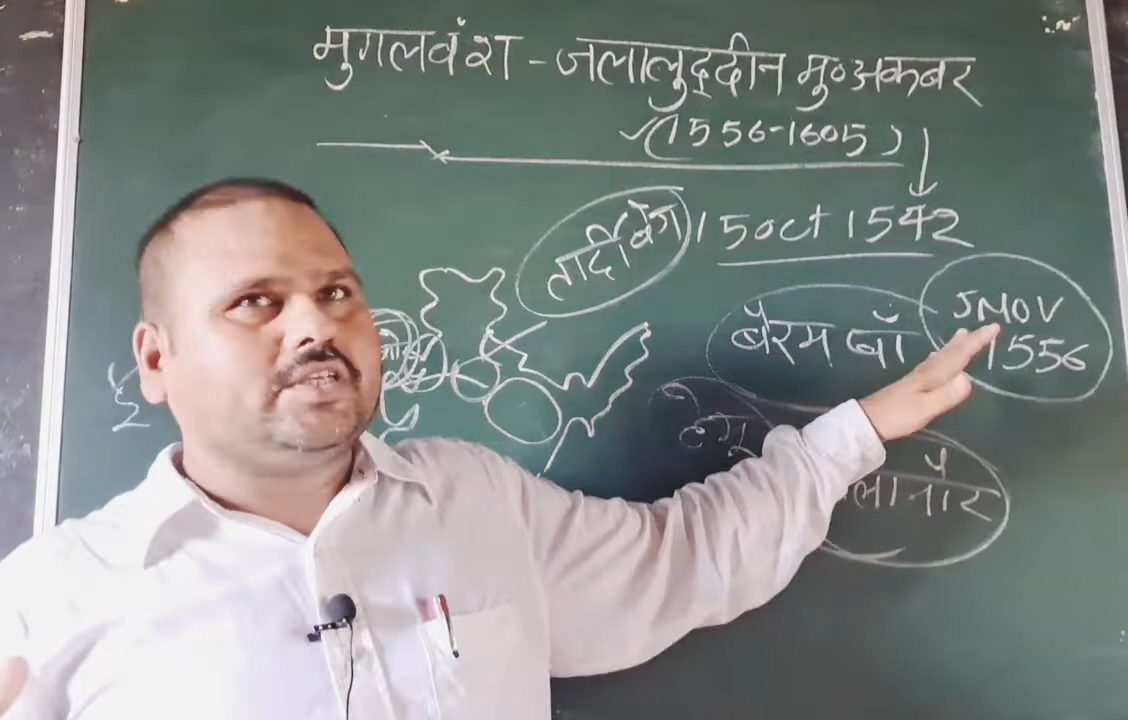 मुगलवंश - जलालुद्दीन मु० अकबर
(1556-1605)
तार्दी बेग
15 oct 1542
बैरम खाँ
5 NOV
1556